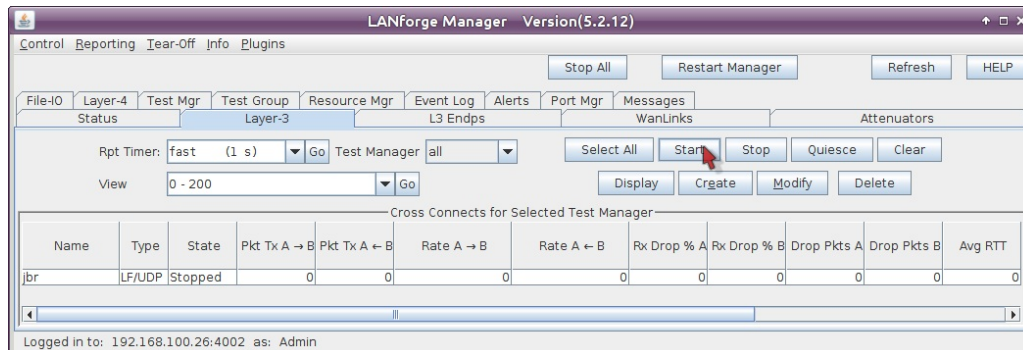 LANforge Manager   Version(5.2.12)
Control Reporting Tear-Off Info Plugins
Stop All Restart Manager Refresh HELP
File-IO Layer-4 Test Mgr Test Group Resource Mgr Event Log Alerts Port Mgr Messages
Status Layer-3 L3 Endps WanLinks Attenuators
Rpt Timer: fast (1 s) Go Test Manager all Select All Start Stop Quiesce Clear
View 0 - 200 Go Display Create Modify Delete
Cross Connects for Selected Test Manager
Name Type State Pkt Tx A → B Pkt Tx A ← B Rate A → B Rate A ← B Rx Drop % A Rx Drop % B Drop Pkts A Drop Pkts B Avg RTT
jbr LF/UDP Stopped 0 0 0 0 0 0 0 0 0
Logged in to: 192.168.100.26:4002 as: Admin